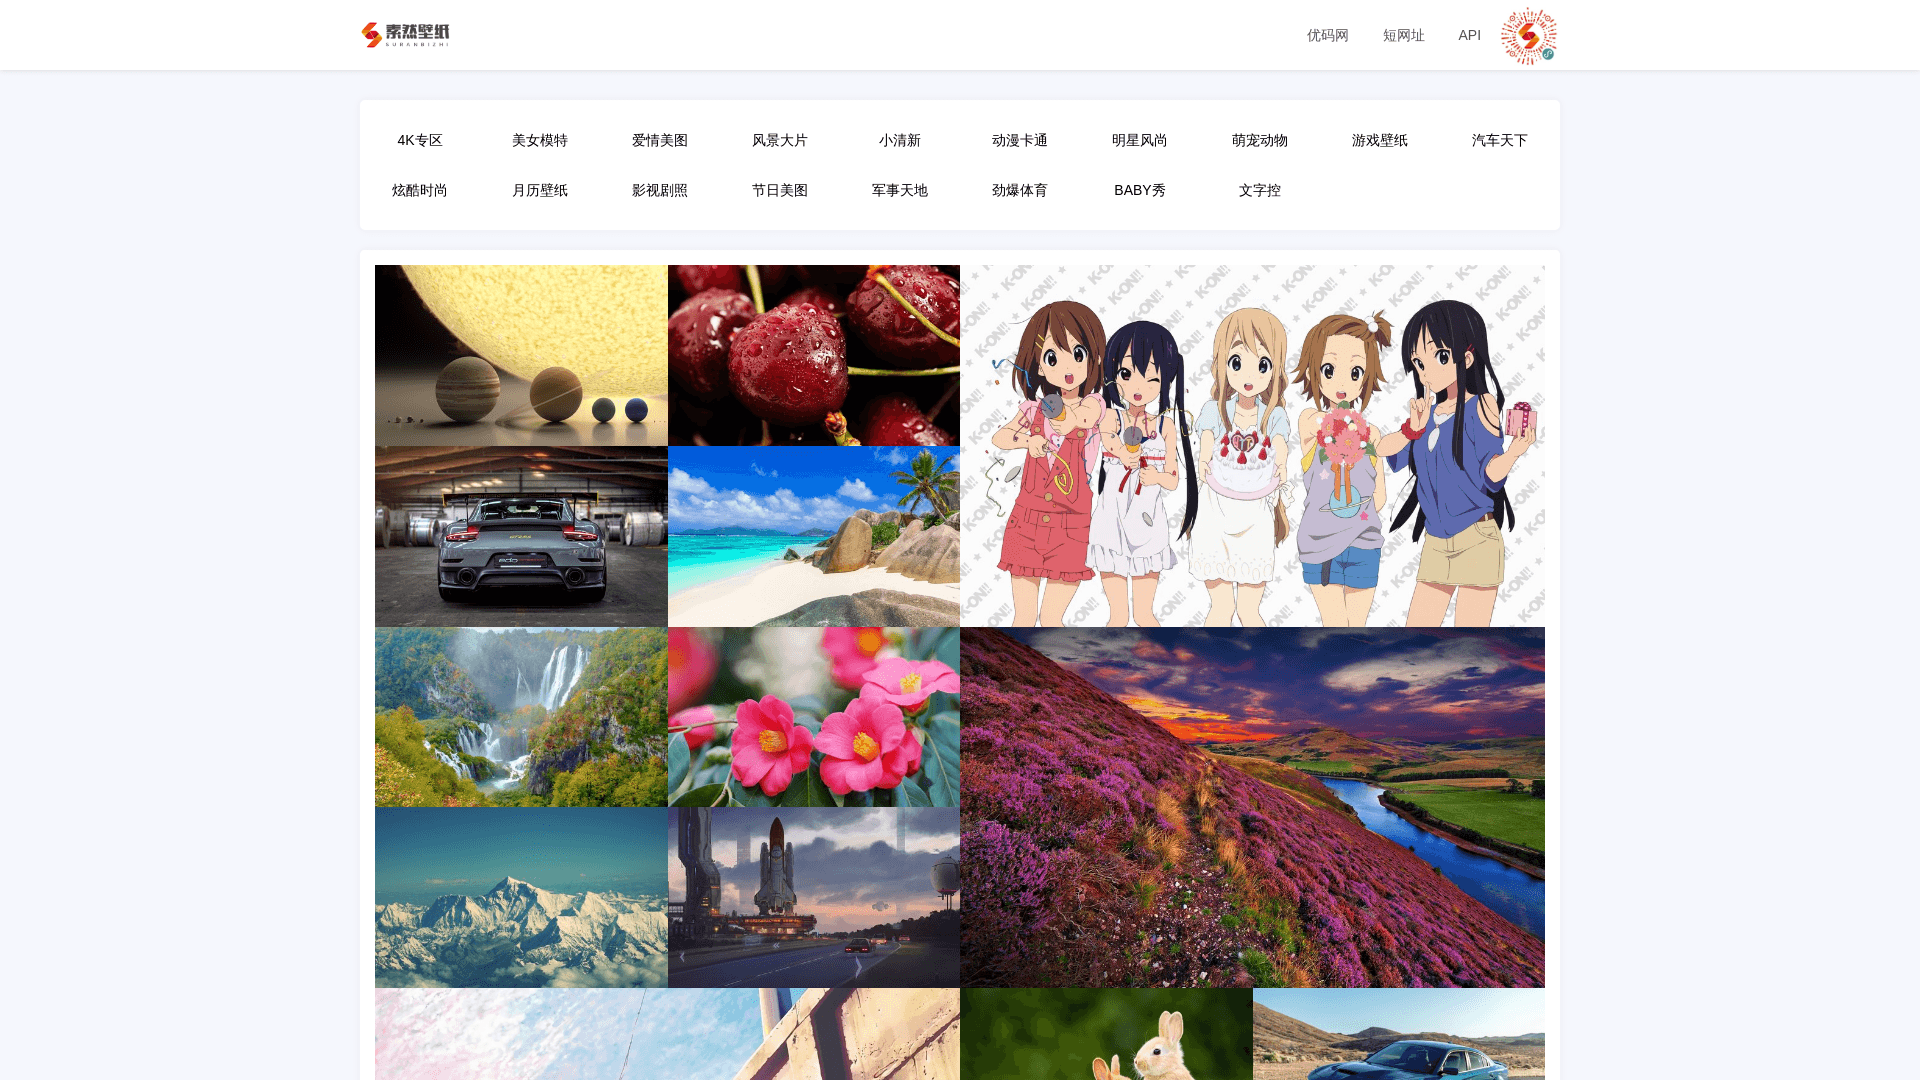 素然壁纸
SURANBIZHI
优码网
短网址
API
4K专区
美女模特
爱情美图
风景大片
小清新
动漫卡通
明星风尚
萌宠动物
游戏壁纸
汽车天下
炫酷时尚
月历壁纸
影视剧照
节日美图
军事天地
劲爆体育
BABY秀
文字控
K-ON!! ★ K-ON!! ★ K-ON!!